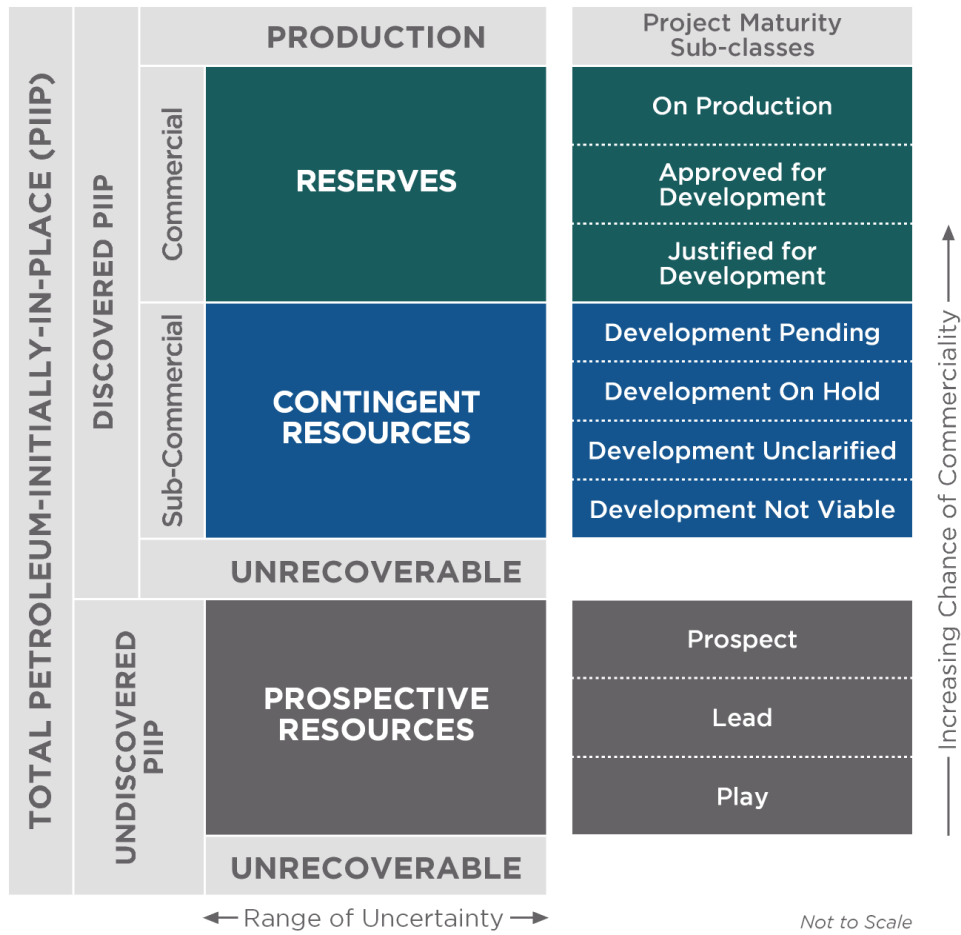 TOTAL PETROLEUM-INITIALLY-IN-PLACE (PIIP)
DISCOVERED PIIP
UNDISCOVERED
PIIP
Commercial
Sub-Commercial
PRODUCTION
RESERVES
CONTINGENT
RESOURCES
UNRECOVERABLE
PROSPECTIVE
RESOURCES
UNRECOVERABLE
Range of Uncertainty
Project Maturity
Sub-classes
On Production
Approved for
Development
Justified for
Development
Development Pending
Development On Hold
Development Unclarified
Development Not Viable
Prospect
Lead
Play
Increasing Chance of Commerciality
Not to Scale